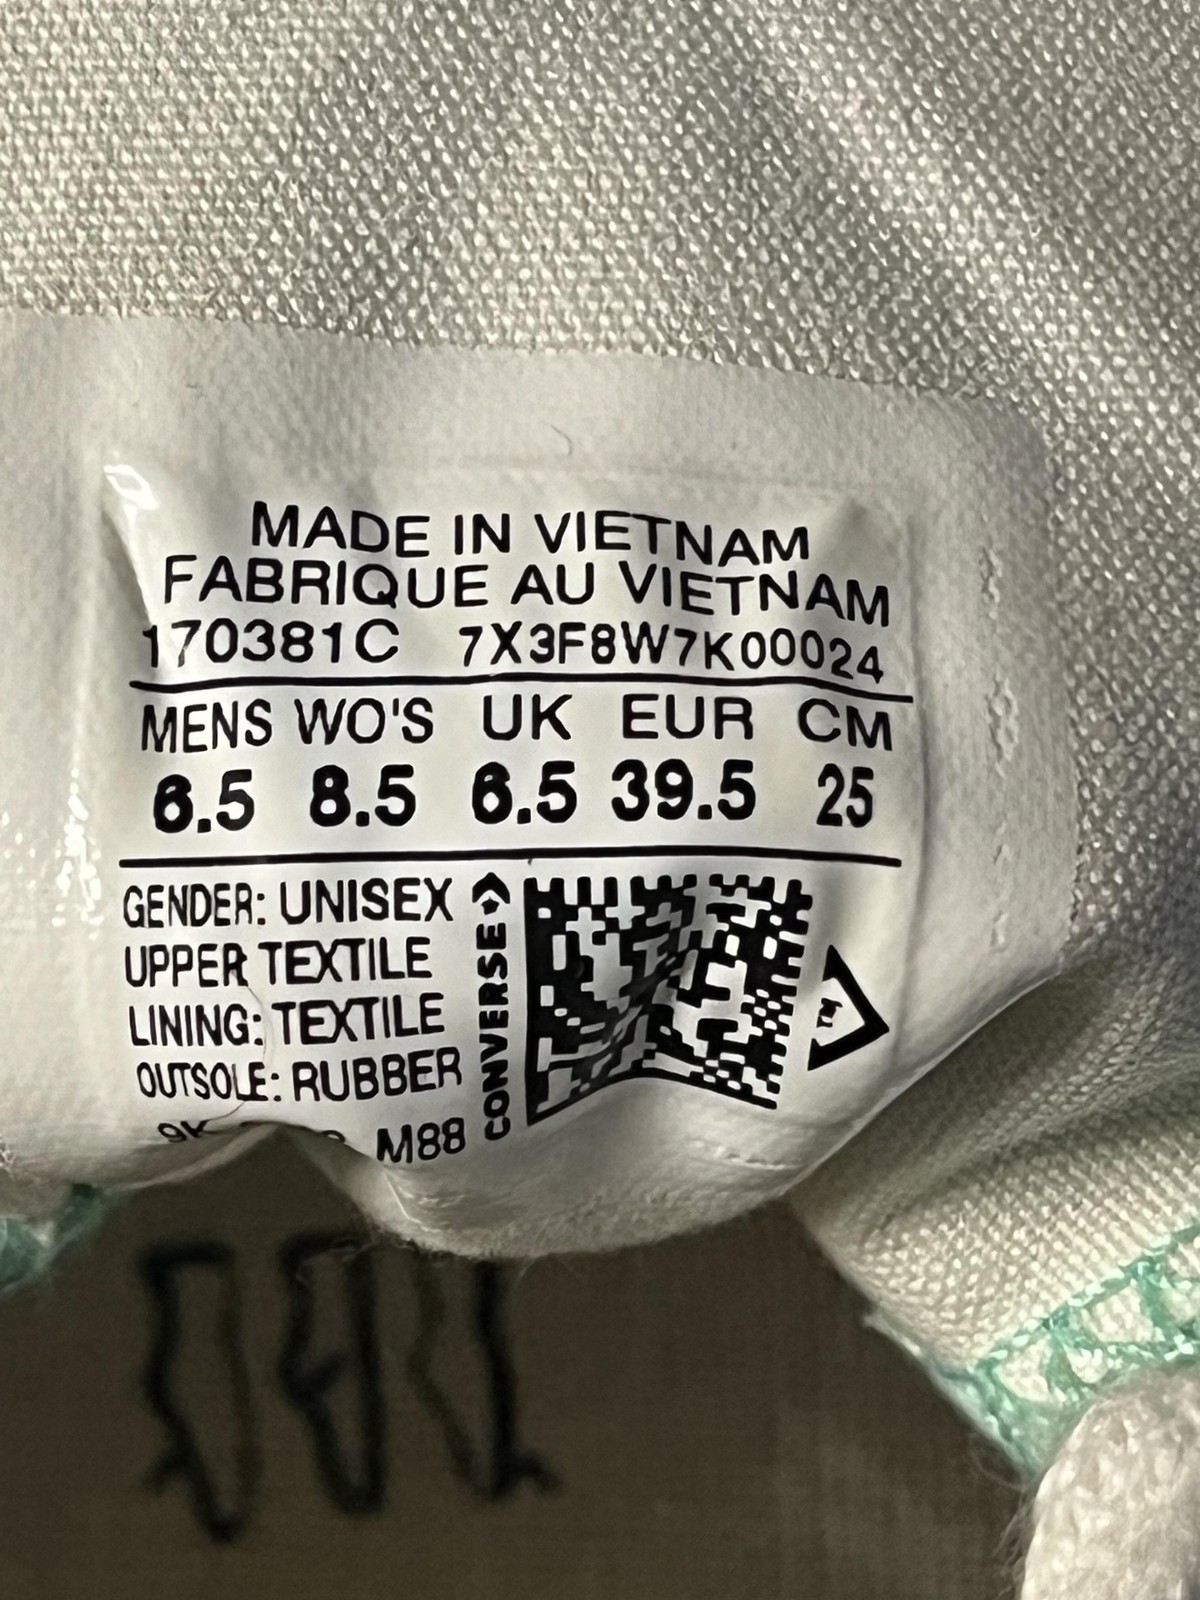 MADE IN VIETNAM
FABRIQUE AU VIETNAM
170381C 7X3F8W7K00024
MENS WO'S UK EUR CM
6.5 8.5 6.5 39.5 25
GENDER: UNISEX
UPPER TEXTILE
LINING: TEXTILE
OUTSOLE: RUBBER
M88
CONVERSE
TM